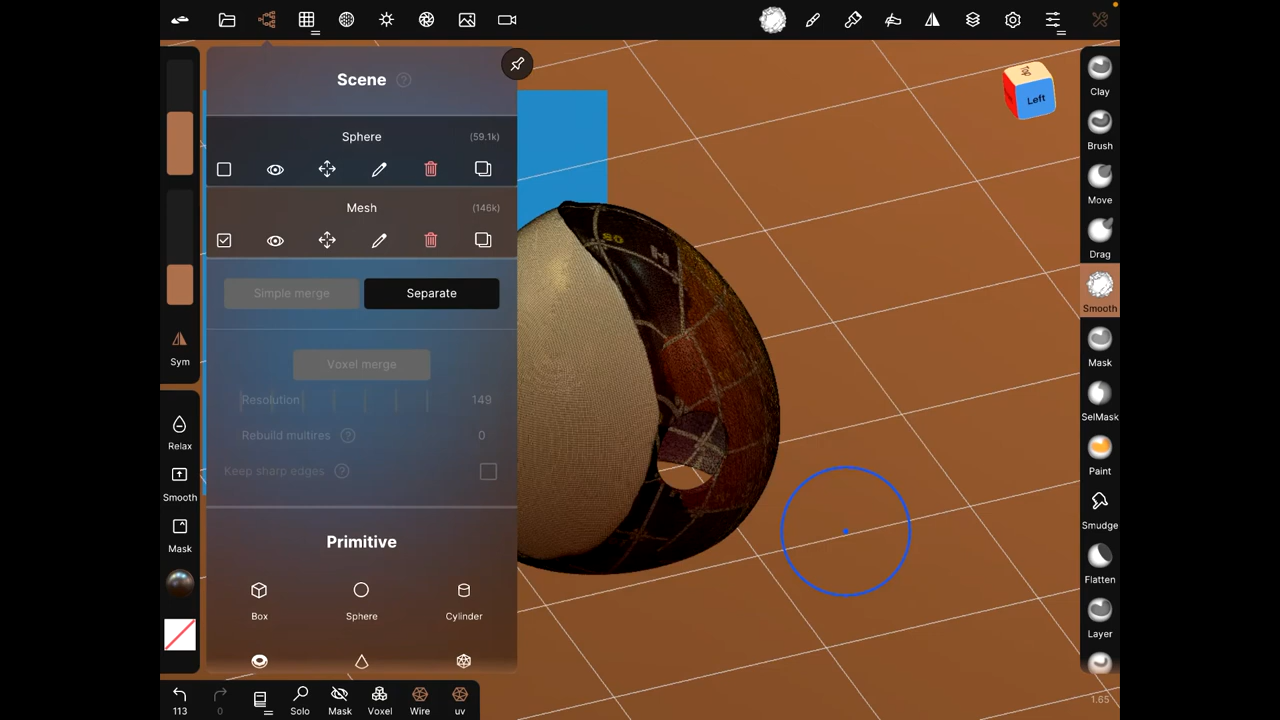 Scene ?
Sphere (59.1k)
Mesh (146k)
Simple merge Separate
Voxel merge
Resolution 149
Rebuild multires ? 0
Keep sharp edges ?
Primitive
Box Sphere Cylinder
Sym
Relax
Smooth
Mask
113 0 Solo Mask Voxel Wire uv
Left
Clay
Brush
Move
Drag
Smooth
Mask
SelMask
Paint
Smudge
Flatten
Layer
1.65